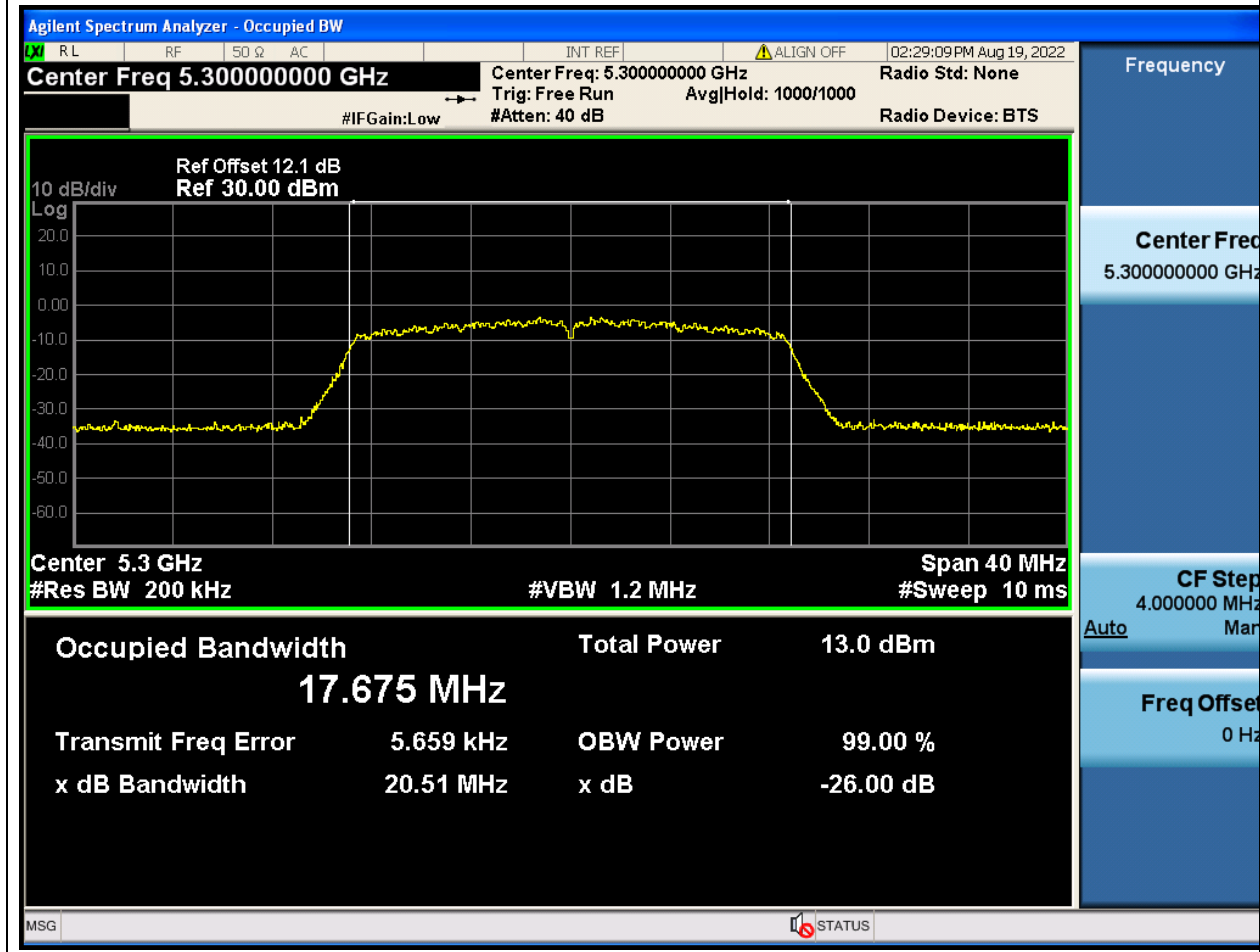 Agilent Spectrum Analyzer - Occupied BW
LXI RL RF 50 Ω AC INT REF ALIGN OFF 02:29:09 PM Aug 19, 2022
Center Freq 5.300000000 GHz
Center Freq: 5.300000000 GHz Radio Std: None
Trig: Free Run Avg|Hold: 1000/1000
#IFGain:Low #Atten: 40 dB Radio Device: BTS
Ref Offset 12.1 dB
10 dB/div Ref 30.00 dBm
Log
20.0
10.0
0.00
-10.0
-20.0
-30.0
-40.0
-50.0
-60.0
Center 5.3 GHz Span 40 MHz
#Res BW 200 kHz #VBW 1.2 MHz #Sweep 10 ms
Occupied Bandwidth Total Power 13.0 dBm
17.675 MHz
Transmit Freq Error 5.659 kHz OBW Power 99.00 %
x dB Bandwidth 20.51 MHz x dB -26.00 dB
MSG STATUS
Frequency
Center Freq
5.300000000 GHz
CF Step
4.000000 MHz
Auto Man
Freq Offset
0 Hz